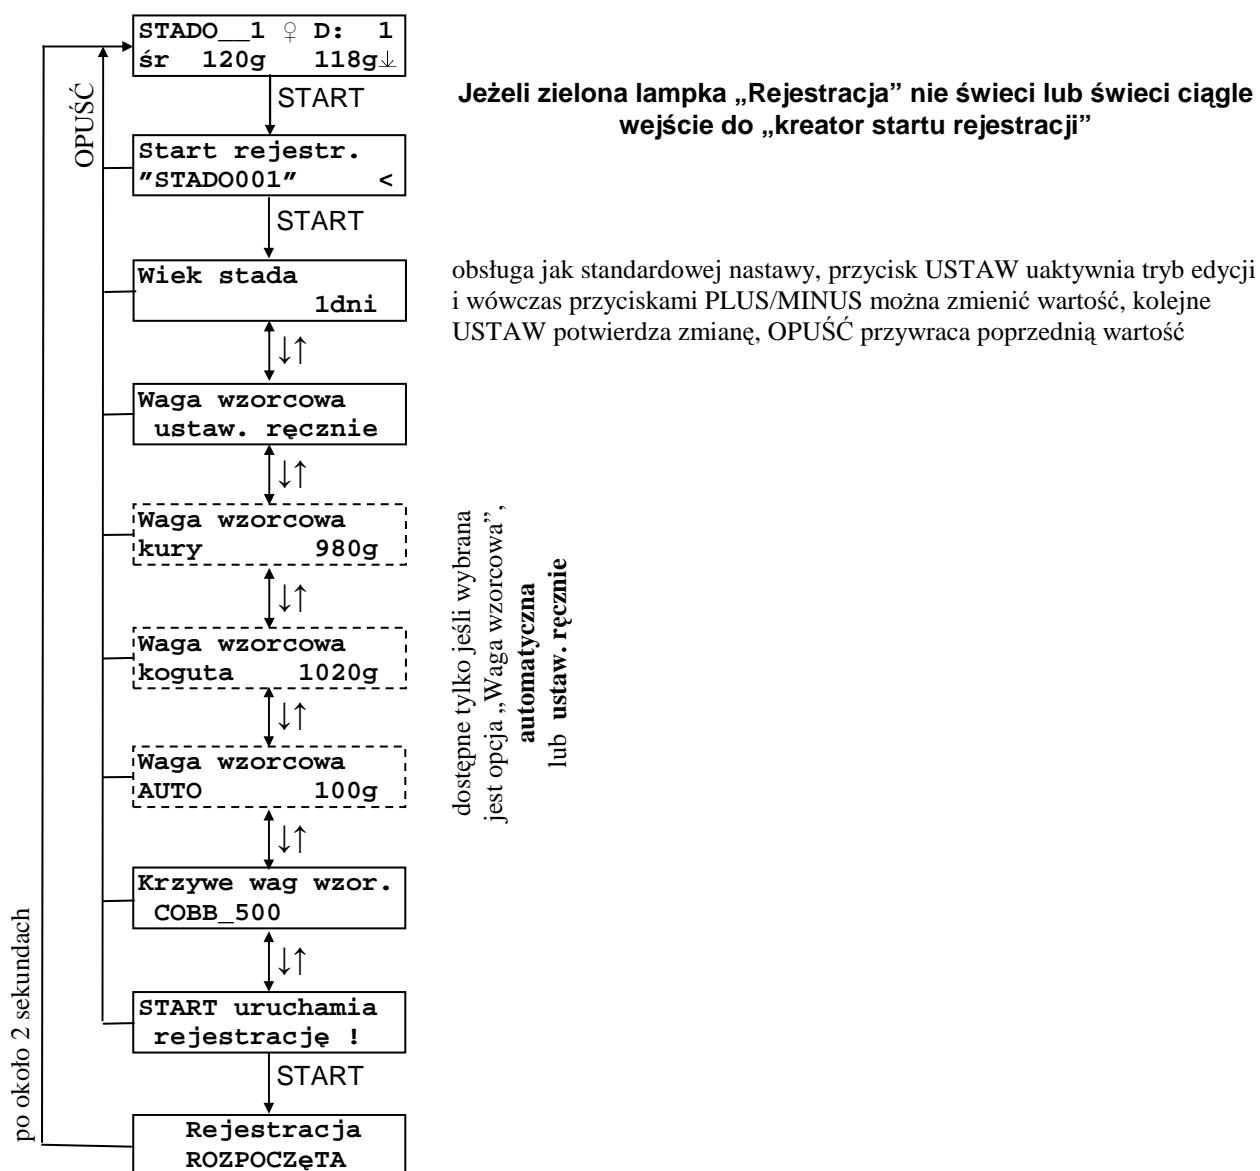 STADO__1 ♀ D: 1
śr 120g 118g↓
START
Jeżeli zielona lampka „Rejestracja” nie świeci lub świeci ciągle
wejście do „kreator startu rejestracji”
OPUŚĆ
Start rejestr.
”STADO001” <
START
Wiek stada
1dni
obsługa jak standardowej nastawy, przycisk USTAW uaktywnia tryb edycji
i wówczas przyciskami PLUS/MINUS można zmienić wartość, kolejne
USTAW potwierdza zmianę, OPUŚĆ przywraca poprzednią wartość
↓↑
Waga wzorcowa
ustaw. ręcznie
↓↑
Waga wzorcowa
kury 980g
↓↑
Waga wzorcowa
koguta 1020g
↓↑
Waga wzorcowa
AUTO 100g
dostępne tylko jeśli wybrana
jest opcja „Waga wzorcowa”,
automatyczna
lub ustaw. ręcznie
↓↑
Krzywe wag wzor.
COBB_500
↓↑
START uruchamia
rejestrację !
START
Rejestracja
ROZPOCZęTA
po około 2 sekundach